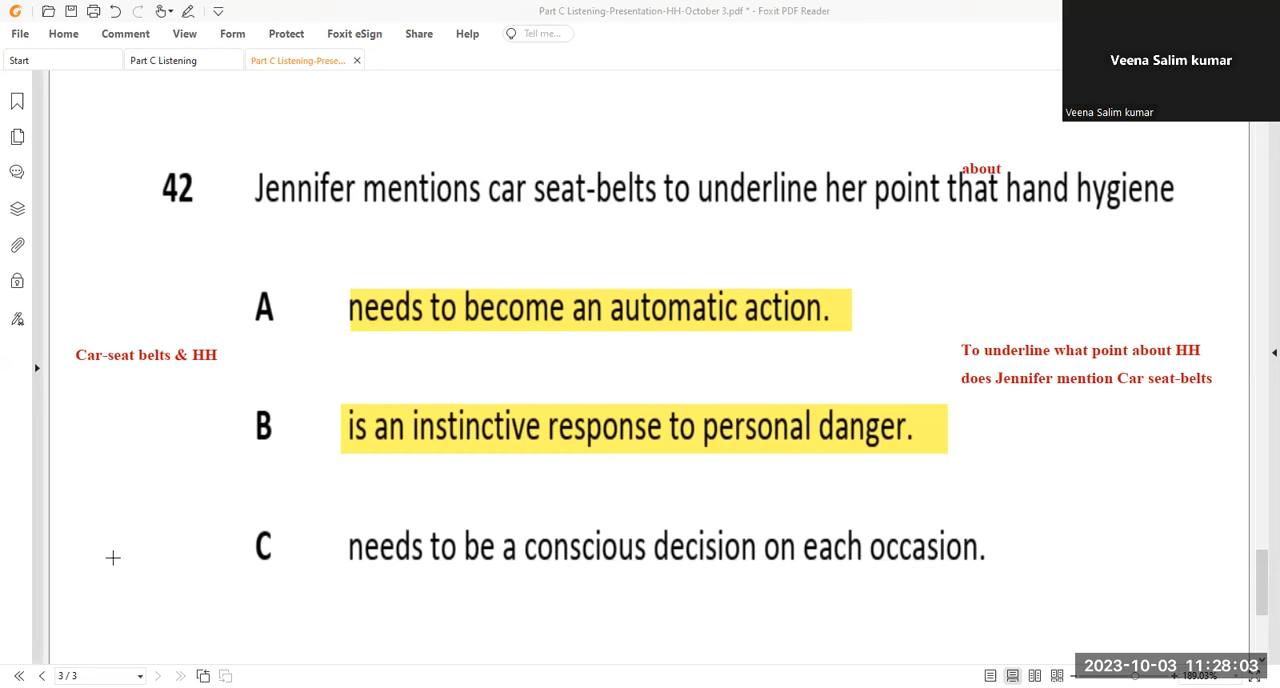 Part C Listening-Presentation-HH-October 3.pdf * - Foxit PDF Reader
File Home Comment View Form Protect Foxit eSign Share Help Tell me...
Start Part C Listening Part C Listening-Prese...
Veena Salim kumar
Veena Salim kumar
about
42 Jennifer mentions car seat-belts to underline her point that hand hygiene
A needs to become an automatic action.
Car-seat belts & HH
To underline what point about HH
does Jennifer mention Car seat-belts
B is an instinctive response to personal danger.
C needs to be a conscious decision on each occasion.
3 / 3
2023-10-03 11:28:03
189.03%